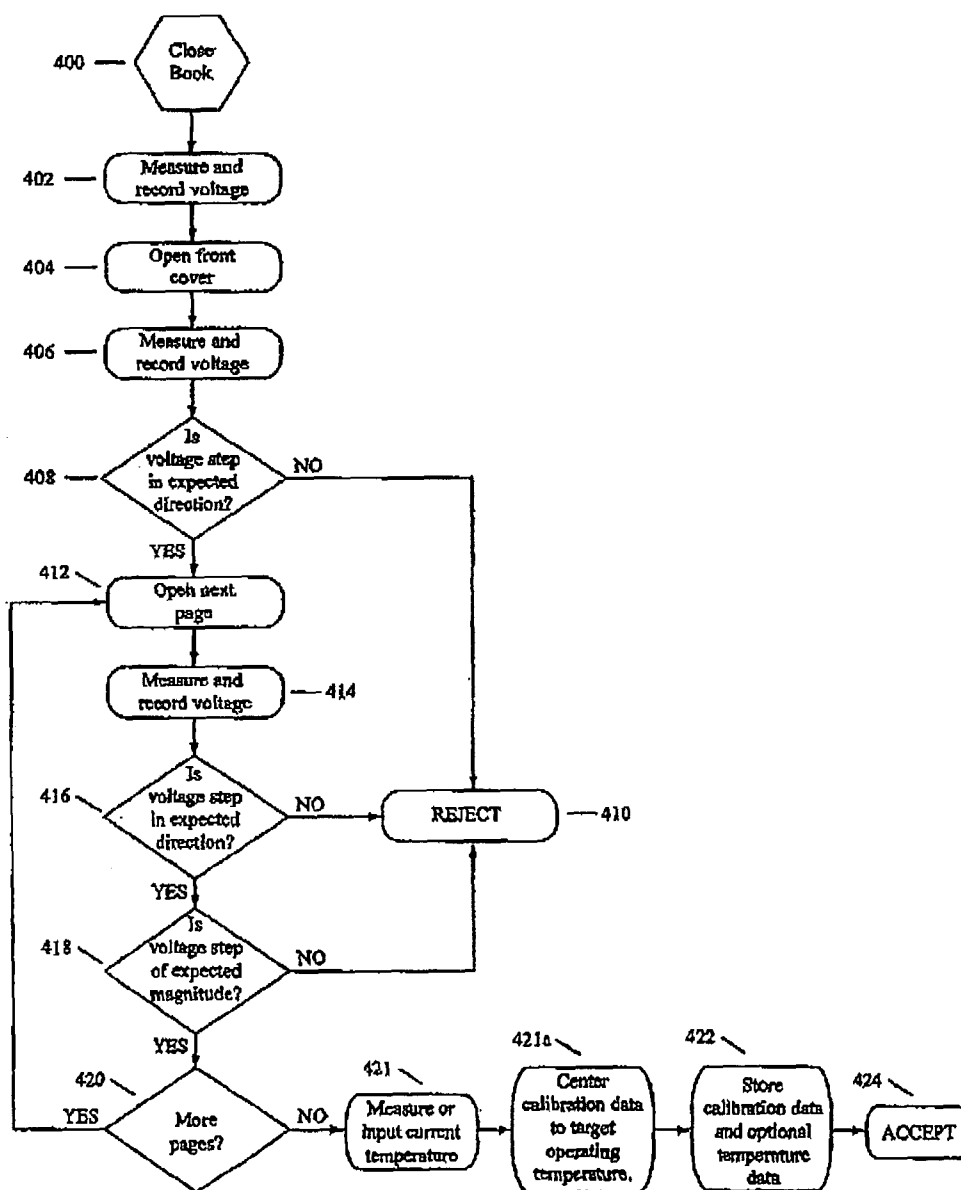 400
Close
Book
402
Measure and
record voltage
404
Open front
cover
406
Measure and
record voltage
408
Is
voltage step
in expected
direction?
NO
YES
412
Open next
page
Measure and
record voltage
414
416
Is
voltage step
in expected
direction?
NO
REJECT
410
YES
418
Is
voltage step
of expected
magnitude?
NO
YES
420
YES
More
pages?
NO
421
Measure or
input current
temperature
421a
Center
calibration data
to target
operating
temperature.
422
Store
calibration data
and optional
temperature
data
424
ACCEPT